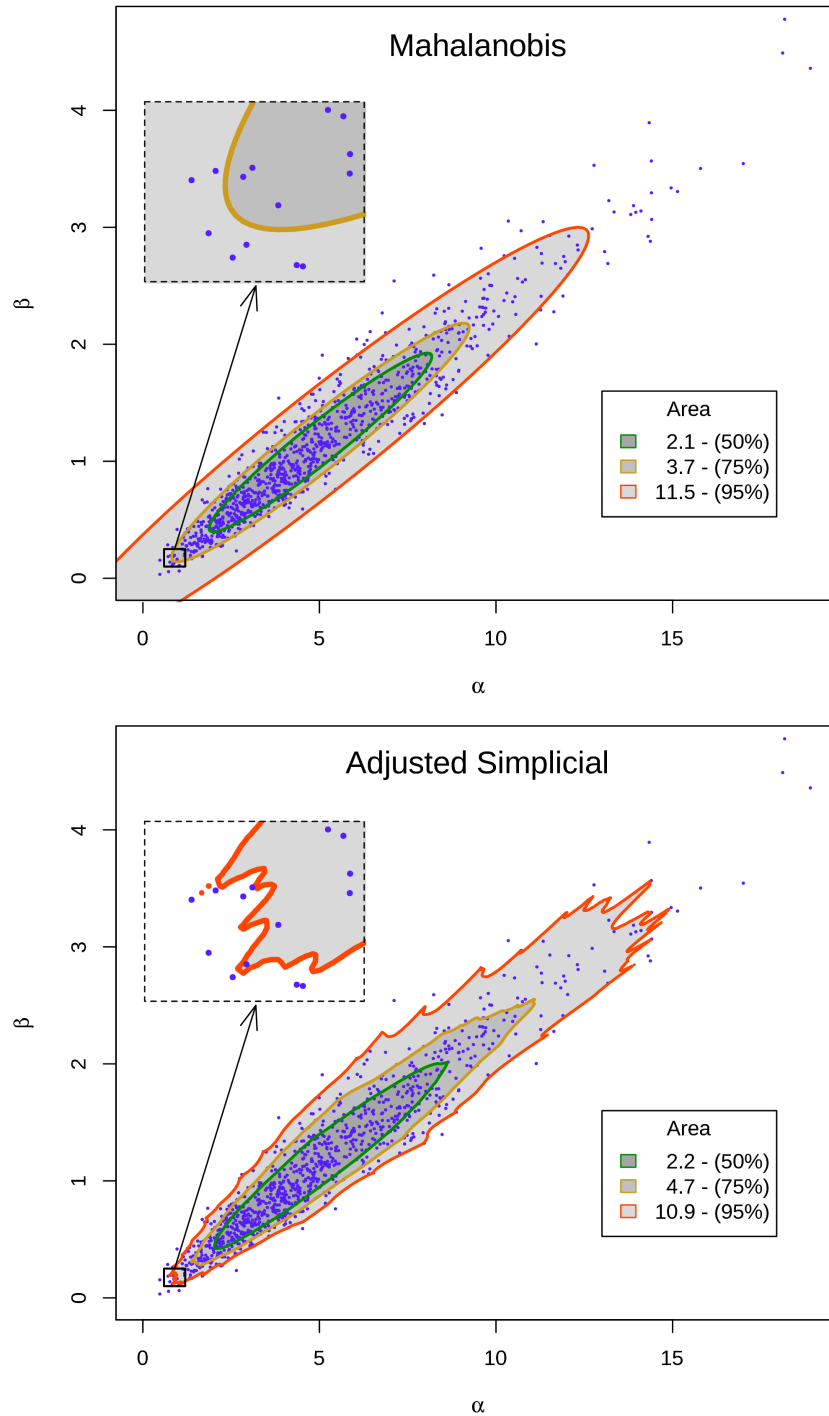 Mahalanobis
4
3
2
1
0
β
Area
2.1 - (50%)
3.7 - (75%)
11.5 - (95%)
0 5 10 15
α
Adjusted Simplicial
4
3
2
1
0
β
Area
2.2 - (50%)
4.7 - (75%)
10.9 - (95%)
0 5 10 15
α